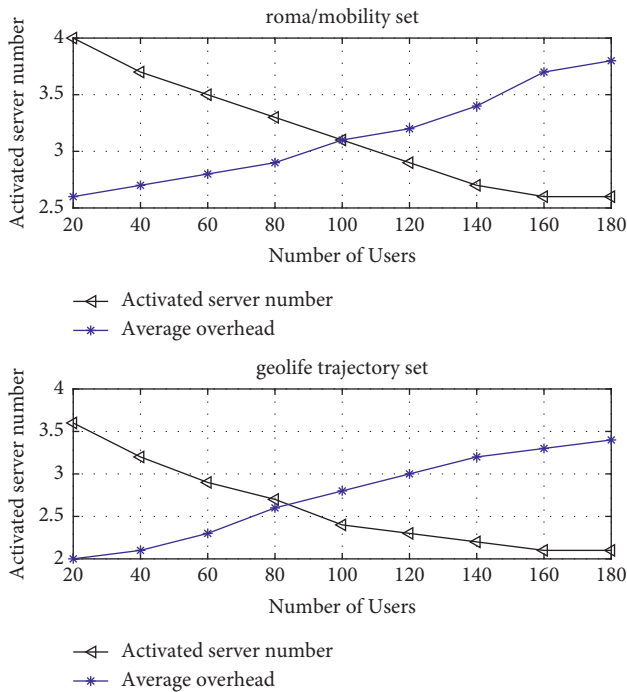 roma/mobility set
4
3.5
3
2.5
Activated server number
20 40 60 80 100 120 140 160 180
Number of Users
Activated server number
Average overhead
geolife trajectory set
4
3.5
3
2.5
2
Activated server number
20 40 60 80 100 120 140 160 180
Number of Users
Activated server number
Average overhead